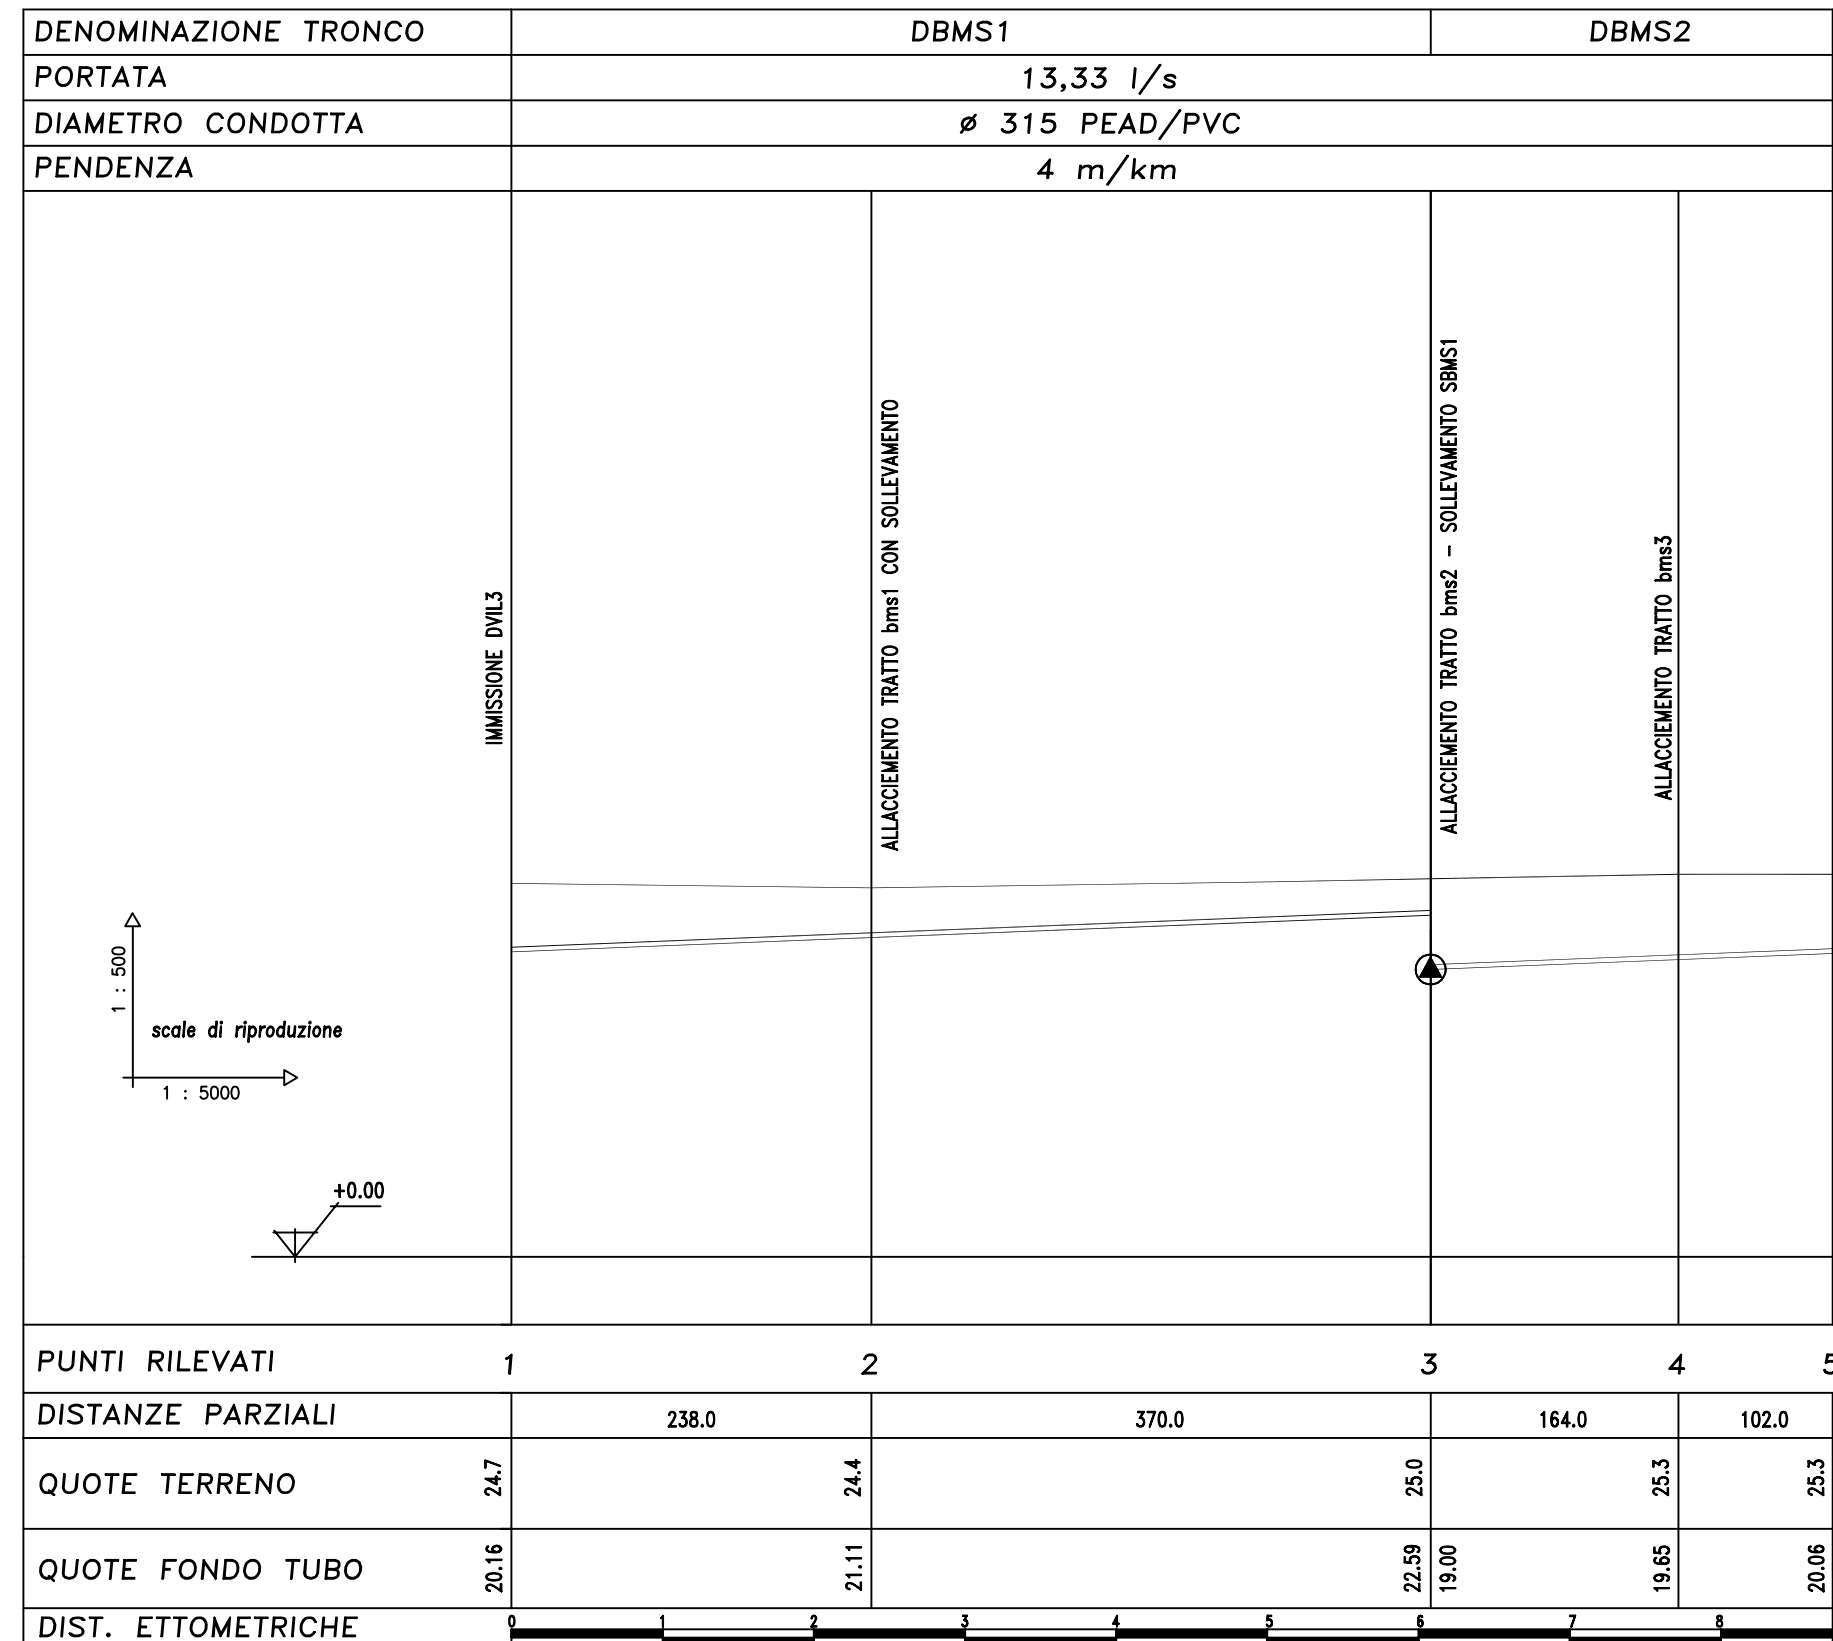 DENOMINAZIONE TRONCO DBMS1 DBMS2
PORTATA 13,33 l/s
DIAMETRO CONDOTTA ø 315 PEAD/PVC
PENDENZA 4 m/km
IMMISSIONE DVIL3
ALLACCIEMENTO TRATTO bms1 CON SOLLEVAMENTO
ALLACCIEMENTO TRATTO bms2 - SOLLEVAMENTO SBMS1
ALLACCIEMENTO TRATTO bms3
1 : 500
scale di riproduzione
1 : 5000
+0.00
PUNTI RILEVATI 1 2 3 4 5
DISTANZE PARZIALI 238.0 370.0 164.0 102.0
QUOTE TERRENO 24.7 24.4 25.0 25.3 25.3
QUOTE FONDO TUBO 20.16 21.11 22.59 19.00 19.65 20.06
DIST. ETTOMETRICHE 0 1 2 3 4 5 6 7 8